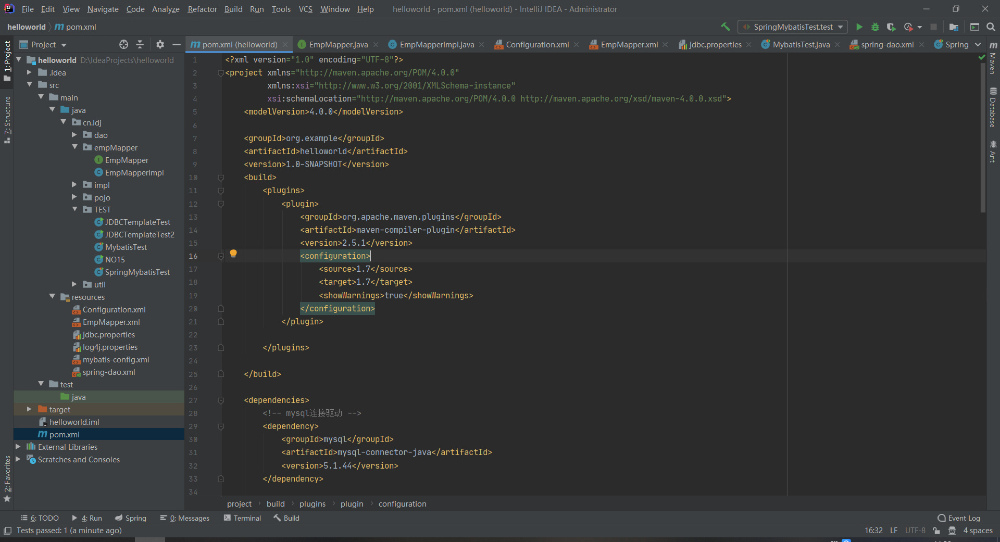 File Edit View Navigate Code Analyze Refactor Build Run Tools VCS Window Help helloworld - pom.xml (helloworld) - IntelliJ IDEA - Administrator
helloworld pom.xml SpringMybatisTest.test
Project
pom.xml (helloworld) EmpMapper.java EmpMapperImpl.java Configuration.xml EmpMapper.xml jdbc.properties MybatisTest.java spring-dao.xml Spring
1: Project
7: Structure
2: Favorites
helloworld D:\IdeaProjects\helloworld
.idea
src
main
java
cn.ldj
dao
empMapper
EmpMapper
EmpMapperImpl
impl
pojo
TEST
JDBCTemplateTest
JDBCTemplateTest2
MybatisTest
NO15
SpringMybatisTest
util
resources
Configuration.xml
EmpMapper.xml
jdbc.properties
log4j.properties
mybatis-config.xml
spring-dao.xml
test
java
target
helloworld.iml
pom.xml
External Libraries
Scratches and Consoles
1 <?xml version="1.0" encoding="UTF-8"?>
2 <project xmlns="http://maven.apache.org/POM/4.0.0"
3 xmlns:xsi="http://www.w3.org/2001/XMLSchema-instance"
4 xsi:schemaLocation="http://maven.apache.org/POM/4.0.0 http://maven.apache.org/xsd/maven-4.0.0.xsd">
5 <modelVersion>4.0.0</modelVersion>
6
7 <groupId>org.example</groupId>
8 <artifactId>helloworld</artifactId>
9 <version>1.0-SNAPSHOT</version>
10 <build>
11 <plugins>
12 <plugin>
13 <groupId>org.apache.maven.plugins</groupId>
14 <artifactId>maven-compiler-plugin</artifactId>
15 <version>2.5.1</version>
16 <configuration>
17 <source>1.7</source>
18 <target>1.7</target>
19 <showWarnings>true</showWarnings>
20 </configuration>
21 </plugin>
22
23 </plugins>
24
25 </build>
26
27 <dependencies>
28 <!-- mysql连接驱动 -->
29 <dependency>
30 <groupId>mysql</groupId>
31 <artifactId>mysql-connector-java</artifactId>
32 <version>5.1.44</version>
33 </dependency>
34
Maven
Database
Ant
project › build › plugins › plugin › configuration
6: TODO 4: Run Spring 0: Messages Terminal Build Event Log
Tests passed: 1 (a minute ago) 16:32 LF UTF-8 4 spaces